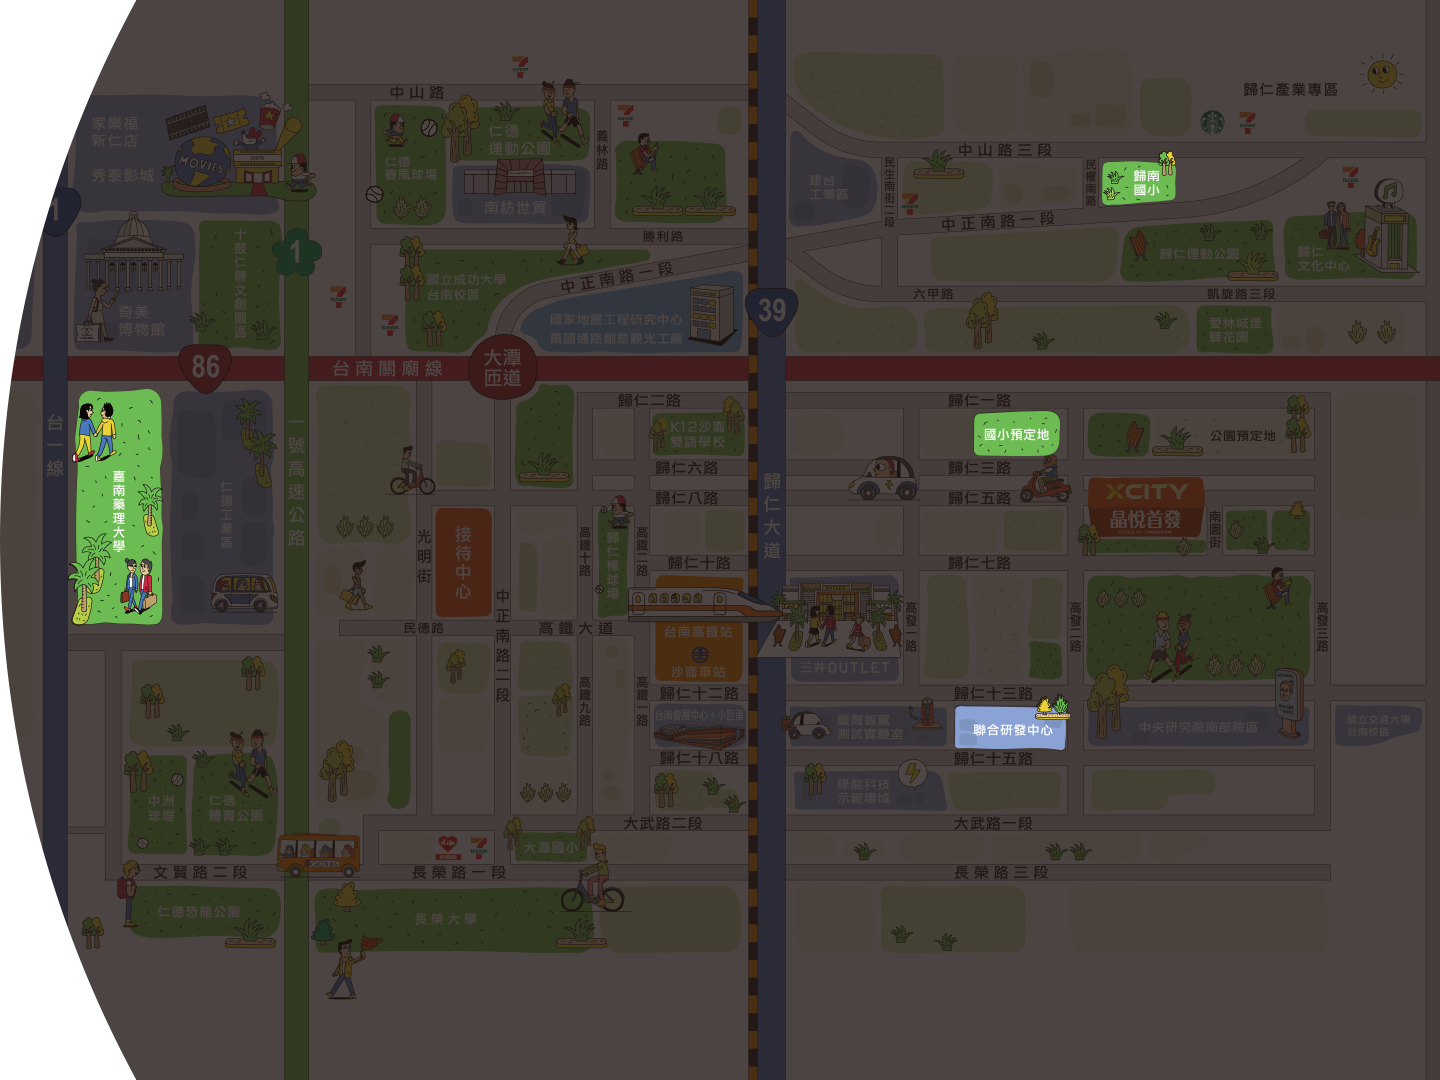 中山路
歸仁產業專區
家樂福
新仁店
秀泰影城
MOVIES
仁德
春風球場
仁德
運動公園
南紡世貿
義林路
勝利路
中山路三段
民生南街二段
民權南路
歸南
國小
建台
工業區
中正南路一段
歸仁運動公園
歸仁
文化中心
1
十鼓仁糖文創園區
1
奇美
博物館
國立成功大學
台南校區
中正南路一段
國家地震工程研究中心
萬國通路創意觀光工廠
39
六甲路
凱旋路三段
愛林城堡
驛花園
86
台南關廟線
大潭
匝道
台一線
嘉南藥理大學
仁德工業區
一號高速公路
歸仁二路
K12沙崙
雙語學校
歸仁六路
歸仁八路
歸仁十路
歸仁大道
歸仁一路
國小預定地
公園預定地
歸仁三路
歸仁五路
XCITY
晶悅首發
南園街
歸仁七路
光明街
接待中心
高鐵十路
歸仁棒球場
高鐵二路
中正南路二段
民德路
高鐵大道
台南高鐵站
沙崙車站
三井OUTLET
高發一路
高發二路
高發三路
高鐵九路
高鐵一路
歸仁十二路
台南會展中心+小巨蛋
歸仁十八路
歸仁十三路
臺灣智駕
測試實驗室
聯合研發中心
中央研究院南部院區
國立交通大學
台南校區
歸仁十五路
綠能科技
示範場域
中洲
球場
仁德
體育公園
大武路二段
大武路一段
大潭國小
文賢路二段
長榮路一段
長榮路三段
仁德恐龍公園
長榮大學